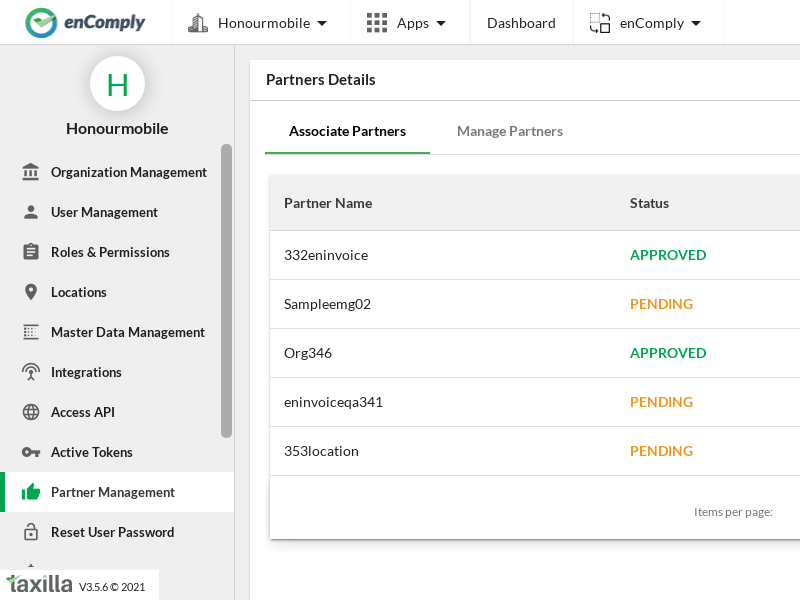 enComply
Honourmobile
Apps
Dashboard
enComply
H
Honourmobile
Organization Management
User Management
Roles & Permissions
Locations
Master Data Management
Integrations
Access API
Active Tokens
Partner Management
Reset User Password
taxilla V3.5.6 © 2021
Partners Details
Associate Partners
Manage Partners
Partner Name Status
332eninvoice APPROVED
Sampleemg02 PENDING
Org346 APPROVED
eninvoiceqa341 PENDING
353location PENDING
Items per page: